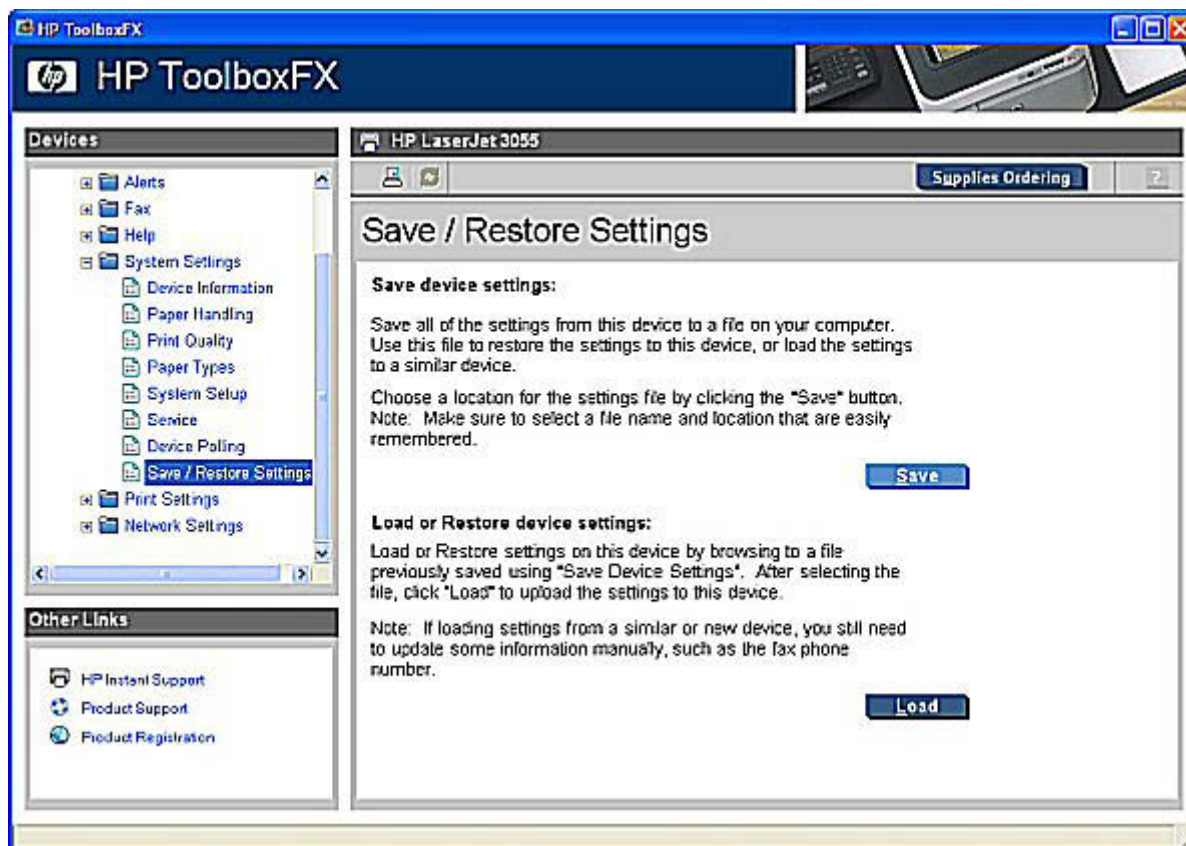 HP ToolboxFX
hp HP ToolboxFX
Devices
Alerts
Fax
Help
System Settings
Device Information
Paper Handling
Print Quality
Paper Types
System Setup
Service
Device Polling
Save / Restore Settings
Print Settings
Network Settings
Other Links
HP Instant Support
Product Support
Product Registration
HP LaserJet 3055
Supplies Ordering
?
Save / Restore Settings
Save device settings:
Save all of the settings from this device to a file on your computer.
Use this file to restore the settings to this device, or load the settings
to a similar device.
Choose a location for the settings file by clicking the "Save" button.
Note: Make sure to select a file name and location that are easily
remembered.
Save
Load or Restore device settings:
Load or Restore settings on this device by browsing to a file
previously saved using "Save Device Settings". After selecting the
file, click "Load" to upload the settings to this device.
Note: If loading settings from a similar or new device, you still need
to update some information manually, such as the fax phone
number.
Load